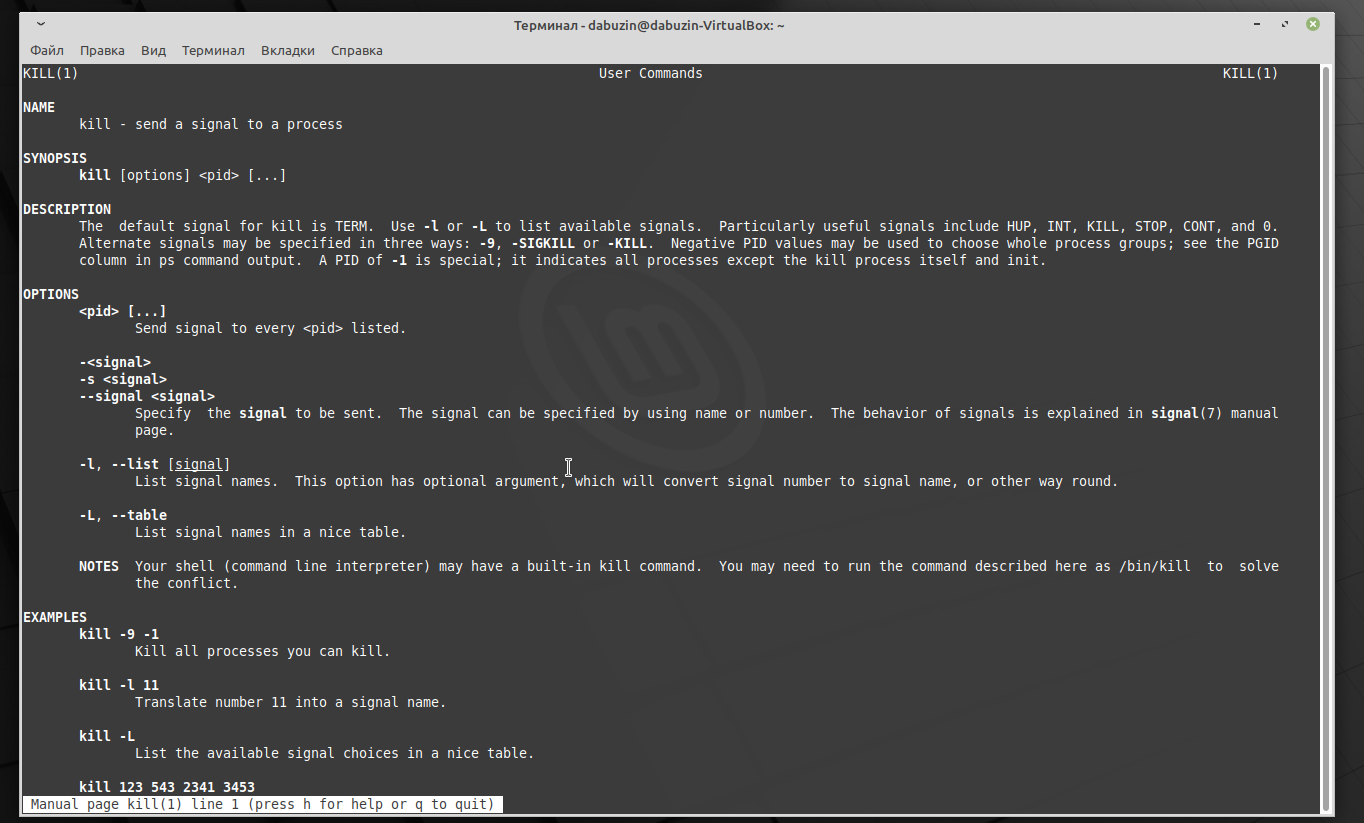 Терминал - dabuzin@dabuzin-VirtualBox: ~
Файл Правка Вид Терминал Вкладки Справка
KILL(1) User Commands KILL(1)
NAME
kill - send a signal to a process
SYNOPSIS
kill [options] <pid> [...]
DESCRIPTION
The default signal for kill is TERM. Use -l or -L to list available signals. Particularly useful signals include HUP, INT, KILL, STOP, CONT, and 0.
Alternate signals may be specified in three ways: -9, -SIGKILL or -KILL. Negative PID values may be used to choose whole process groups; see the PGID
column in ps command output. A PID of -1 is special; it indicates all processes except the kill process itself and init.
OPTIONS
<pid> [...]
Send signal to every <pid> listed.
-<signal>
-s <signal>
--signal <signal>
Specify the signal to be sent. The signal can be specified by using name or number. The behavior of signals is explained in signal(7) manual
page.
-l, --list [signal]
List signal names. This option has optional argument, which will convert signal number to signal name, or other way round.
-L, --table
List signal names in a nice table.
NOTES Your shell (command line interpreter) may have a built-in kill command. You may need to run the command described here as /bin/kill to solve
the conflict.
EXAMPLES
kill -9 -1
Kill all processes you can kill.
kill -l 11
Translate number 11 into a signal name.
kill -L
List the available signal choices in a nice table.
kill 123 543 2341 3453
Manual page kill(1) line 1 (press h for help or q to quit)